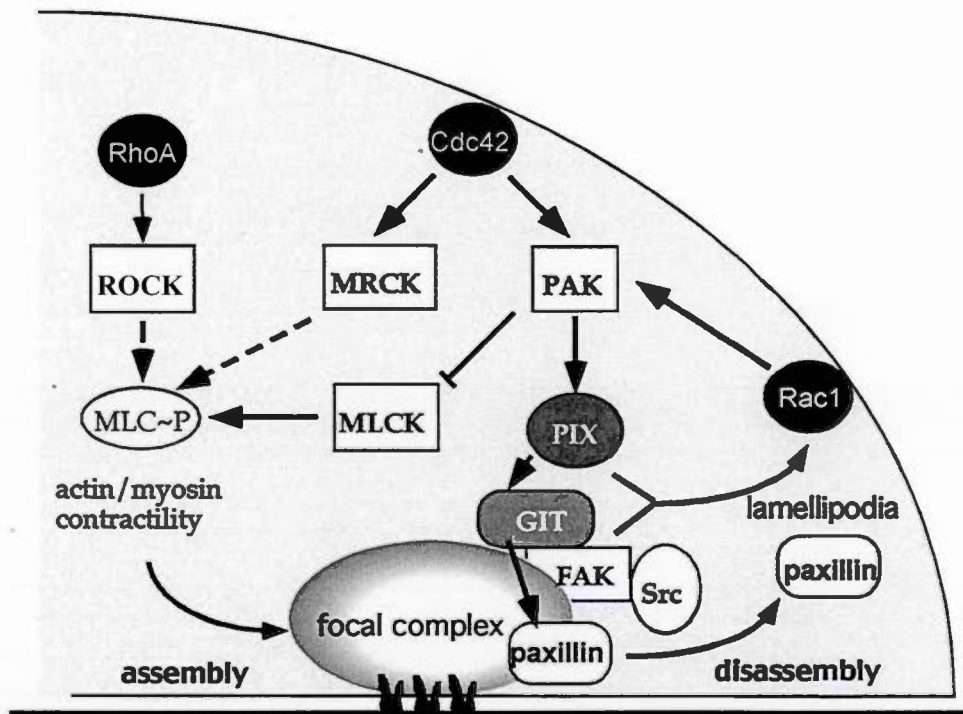 Cdc42
RhoA
ROCK
MRCK
PAK
Rac1
MLC~P
MLCK
PIX
actin/myosin
contractility
GIT
lamellipodia
FAK
Src
paxillin
focal complex
paxillin
assembly
disassembly